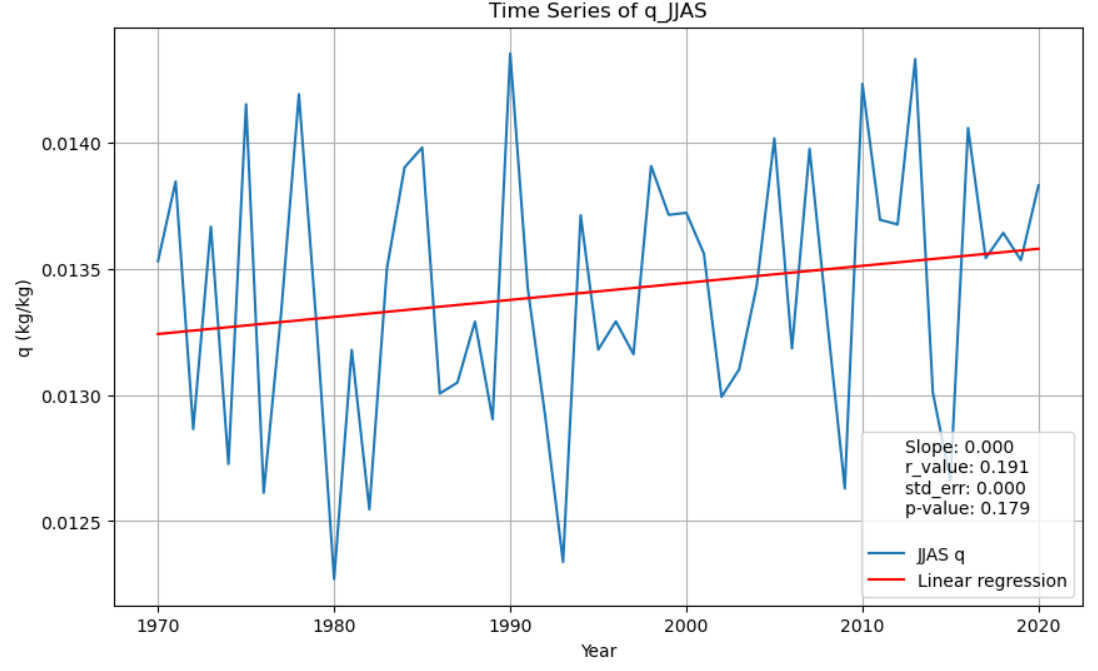 Time Series of q_JJAS
q (kg/kg)
0.0140
0.0135
0.0130
0.0125
Slope: 0.000
r_value: 0.191
std_err: 0.000
p-value: 0.179
JJAS q
Linear regression
1970 1980 1990 2000 2010 2020
Year